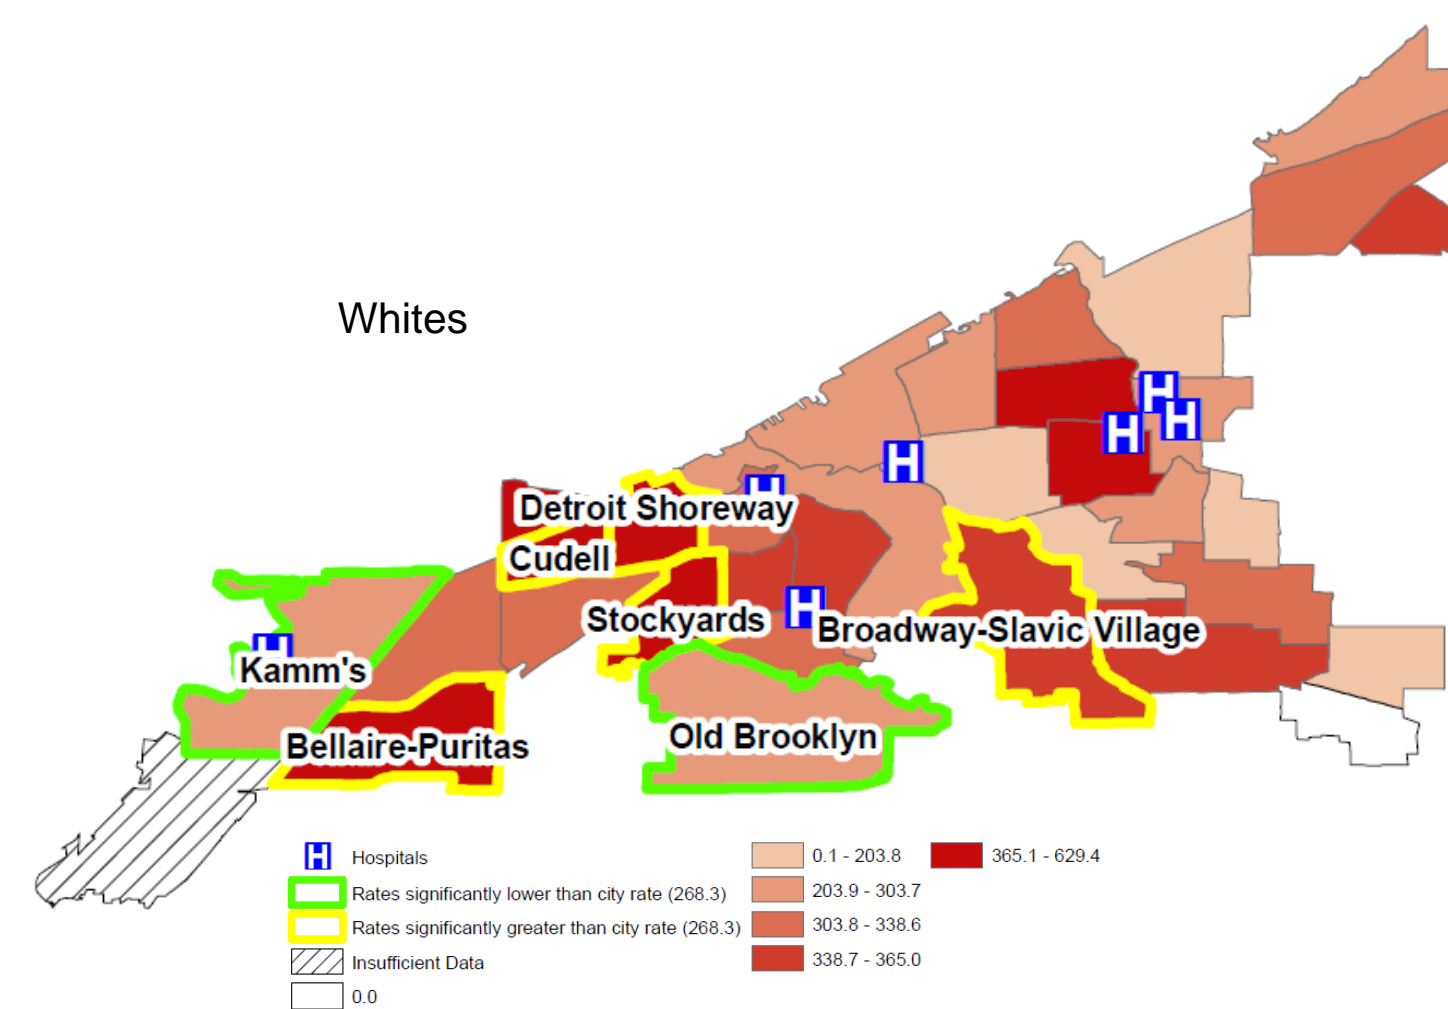 Whites
H
H
H
H
H
Detroit Shoreway
Cudell
H
Stockyards
Broadway-Slavic Village
H
Kamm's
Old Brooklyn
Bellaire-Puritas
H Hospitals
Rates significantly lower than city rate (268.3)
Rates significantly greater than city rate (268.3)
Insufficient Data
0.0
0.1 - 203.8
203.9 - 303.7
303.8 - 338.6
338.7 - 365.0
365.1 - 629.4